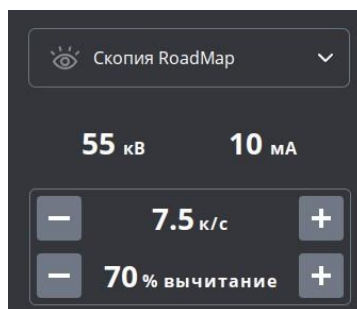 Скопия RoadMap
55 кВ 10 мА
− 7.5 к/с +
− 70 % вычитание +